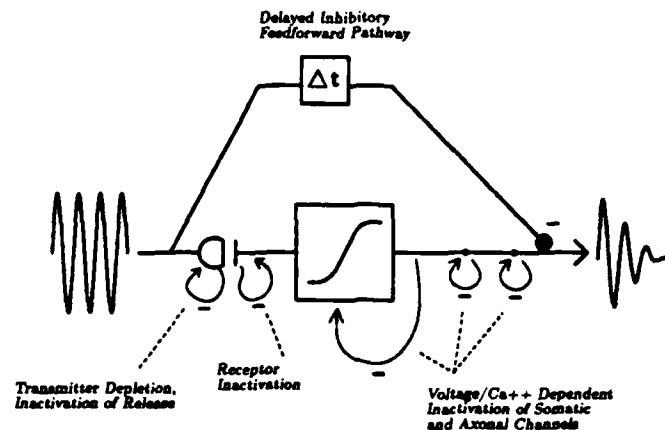 Delayed Inhibitory
Feedforward Pathway
Δt
−
−
−
−
−
−
Transmitter Depletion,
Inactivation of Release
Receptor
Inactivation
Voltage/Ca++ Dependent
Inactivation of Somatic
and Axonal Channels